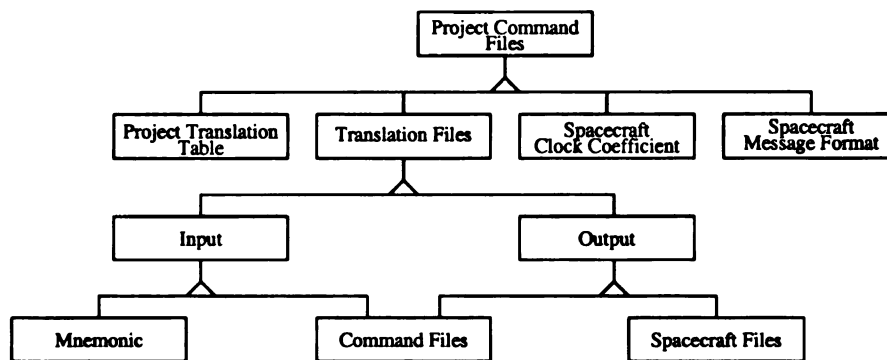 Project Command
Files
Project Translation
Table
Translation Files
Spacecraft
Clock Coefficient
Spacecraft
Message Format
Input
Output
Mnemonic
Command Files
Spacecraft Files